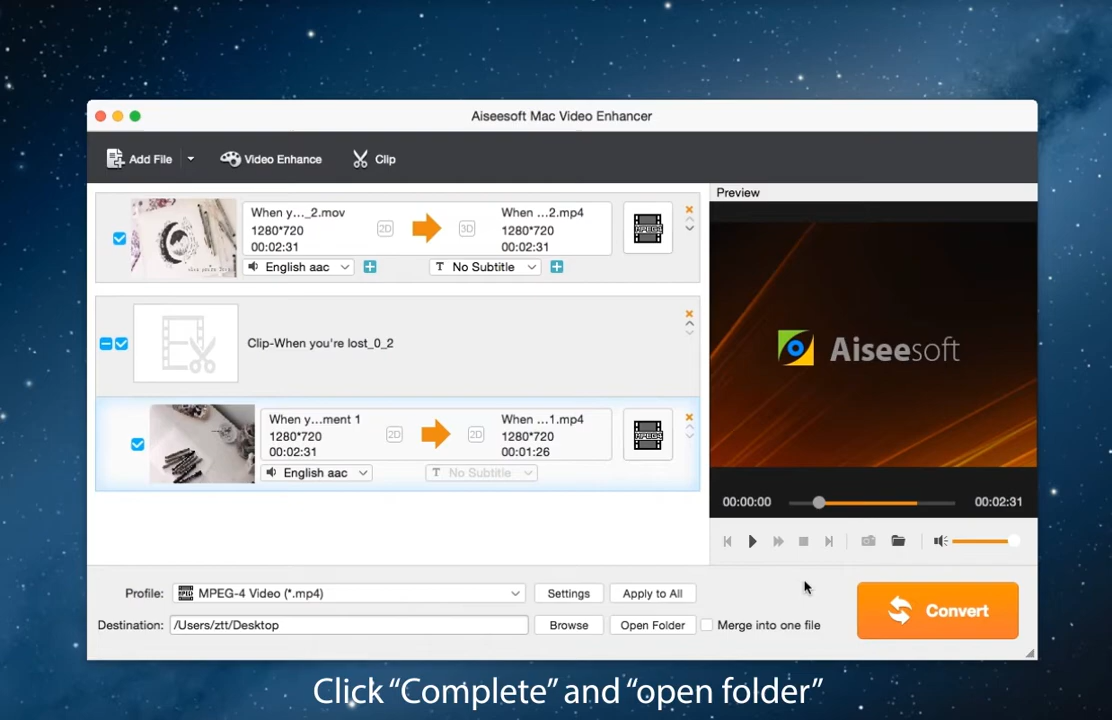 Aiseesoft Mac Video Enhancer
Add File
Video Enhance
Clip
Preview
When y..._2.mov
1280*720
00:02:31
2D
3D
When ...2.mp4
1280*720
00:02:31
MPEG
English aac
T No Subtitle
Clip-When you're lost_0_2
When y...ment 1
1280*720
00:02:31
2D
2D
When ...1.mp4
1280*720
00:01:26
MPEG
English aac
T No Subtitle
Aiseesoft
00:00:00
00:02:31
Profile:
MPEG-4 Video (*.mp4)
Settings
Apply to All
Destination:
/Users/ztt/Desktop
Browse
Open Folder
Merge into one file
Convert
Click “Complete” and “open folder”